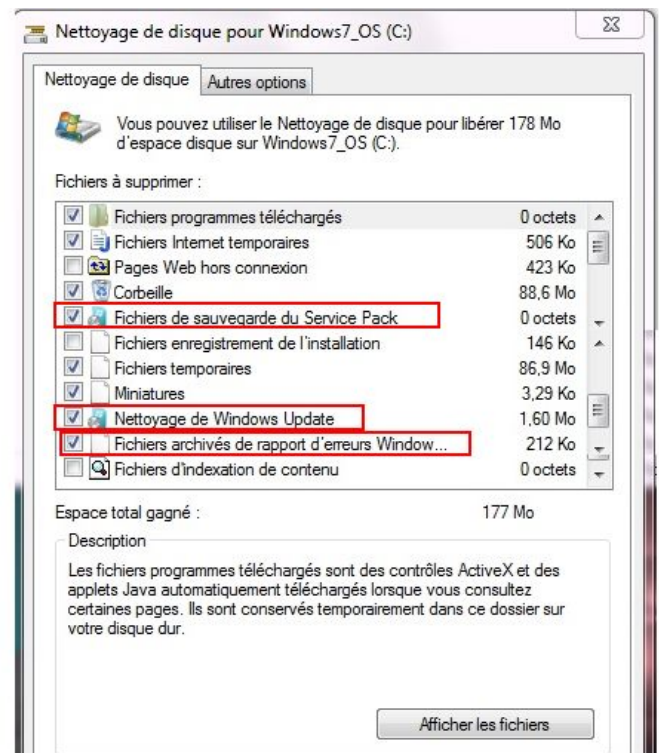 Nettoyage de disque pour Windows7_OS (C:)
Nettoyage de disque
Autres options
Vous pouvez utiliser le Nettoyage de disque pour libérer 178 Mo
d'espace disque sur Windows7_OS (C:).
Fichiers à supprimer :
Fichiers programmes téléchargés 0 octets
Fichiers Internet temporaires 506 Ko
Pages Web hors connexion 423 Ko
Corbeille 88,6 Mo
Fichiers de sauvegarde du Service Pack 0 octets
Fichiers enregistrement de l'installation 146 Ko
Fichiers temporaires 86,9 Mo
Miniatures 3,29 Ko
Nettoyage de Windows Update 1,60 Mo
Fichiers archivés de rapport d'erreurs Window... 212 Ko
Fichiers d'indexation de contenu 0 octets
Espace total gagné : 177 Mo
Description
Les fichiers programmes téléchargés sont des contrôles ActiveX et des
applets Java automatiquement téléchargés lorsque vous consultez
certaines pages. Ils sont conservés temporairement dans ce dossier sur
votre disque dur.
Afficher les fichiers